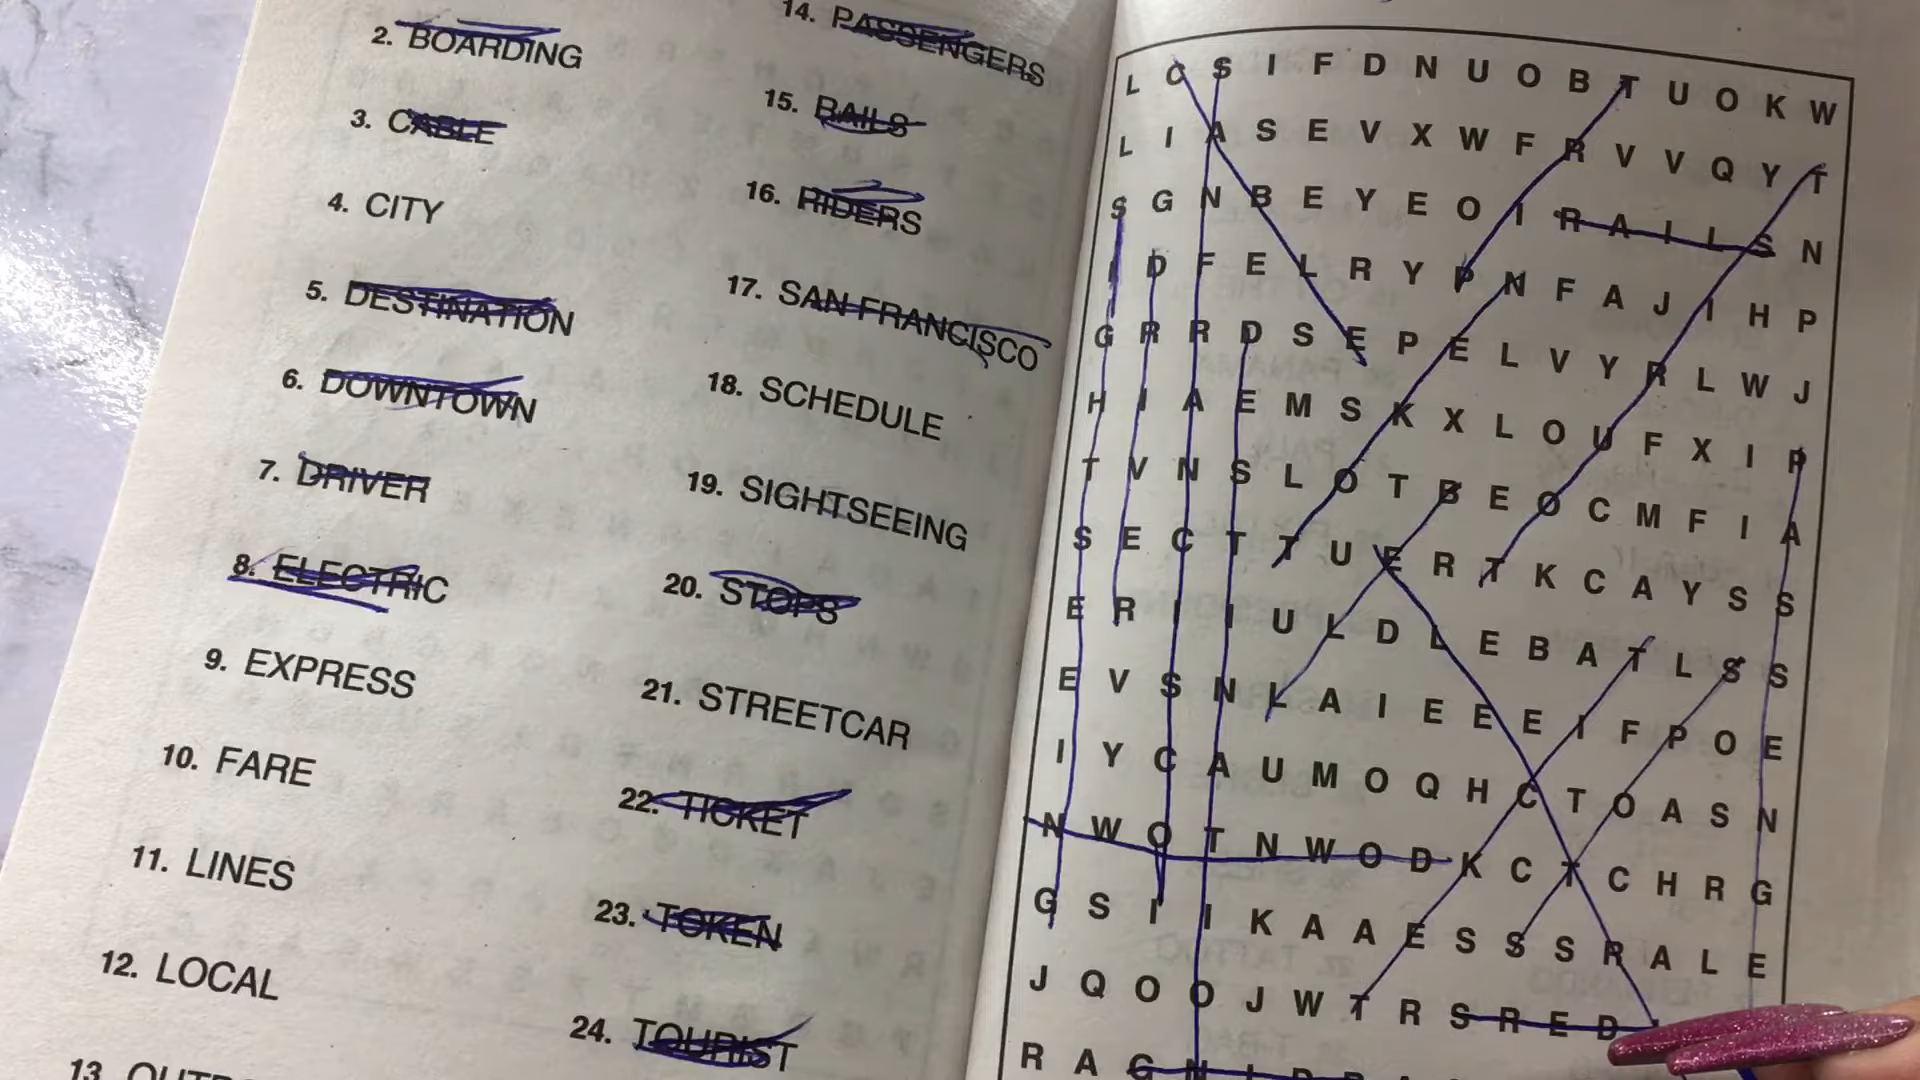 2. BOARDING
3. CABLE
4. CITY
5. DESTINATION
6. DOWNTOWN
7. DRIVER
8. ELECTRIC
9. EXPRESS
10. FARE
11. LINES
12. LOCAL
13
14. PASSENGERS
15. RAILS
16. RIDERS
17. SAN FRANCISCO
18. SCHEDULE
19. SIGHTSEEING
20. STOPS
21. STREETCAR
22. TICKET
23. TOKEN
24. TOURIST
L C S I F D N U O B T U O K W
L I A S E V X W F R V V Q Y T
S G N B E Y E O I R A I L S N
I D F E L R Y P N F A J I H P
G R R D S E P E L V Y R L W J
H I A E M S K X L O U F X I P
T V N S L O T B E O C M F I A
S E C T T U E R T K C A Y S S
E R I I U L D L E B A T L S S
E V S N L A I E E E I F P O E
I Y C A U M O Q H C T O A S N
N W O T N W O D K C T C H R G
G S I I K A A E S S S R A L E
J Q O O J W T R S R E D
R A G N I D